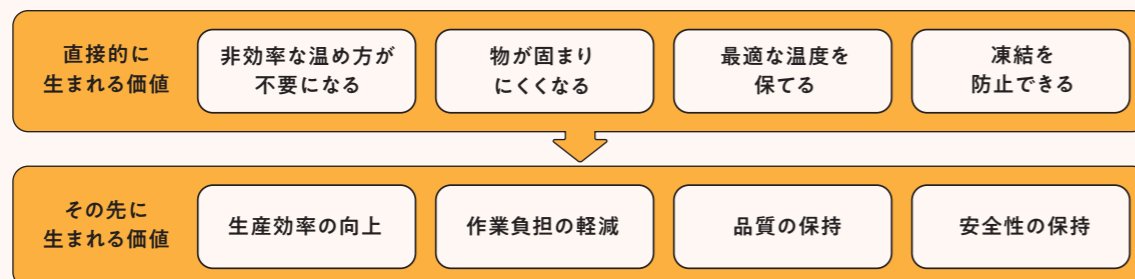 直接的に
生まれる価値
非効率な温め方が
不要になる
物が固まり
にくくなる
最適な温度を
保てる
凍結を
防止できる
その先に
生まれる価値
生産効率の向上
作業負担の軽減
品質の保持
安全性の保持